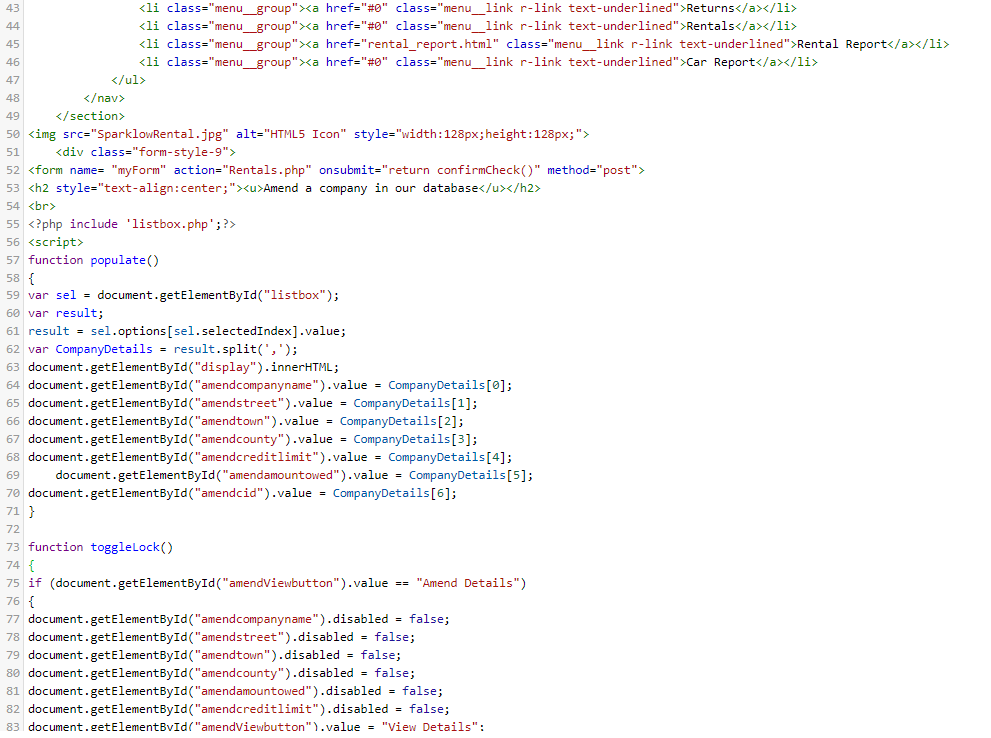 43 <li class="menu__group"><a href="#0" class="menu__link r-link text-underlined">Returns</a></li>
44 <li class="menu__group"><a href="#0" class="menu__link r-link text-underlined">Rentals</a></li>
45 <li class="menu__group"><a href="rental_report.html" class="menu__link r-link text-underlined">Rental Report</a></li>
46 <li class="menu__group"><a href="#0" class="menu__link r-link text-underlined">Car Report</a></li>
47 </ul>
48 </nav>
49 </section>
50 <img src="SparklowRental.jpg" alt="HTML5 Icon" style="width:128px;height:128px;">
51 <div class="form-style-9">
52 <form name= "myForm" action="Rentals.php" onsubmit="return confirmCheck()" method="post">
53 <h2 style="text-align:center;"><u>Amend a company in our database</u></h2>
54 <br>
55 <?php include 'listbox.php';?>
56 <script>
57 function populate()
58 {
59 var sel = document.getElementById("listbox");
60 var result;
61 result = sel.options[sel.selectedIndex].value;
62 var CompanyDetails = result.split(',');
63 document.getElementById("display").innerHTML;
64 document.getElementById("amendcompanyname").value = CompanyDetails[0];
65 document.getElementById("amendstreet").value = CompanyDetails[1];
66 document.getElementById("amendtown").value = CompanyDetails[2];
67 document.getElementById("amendcounty").value = CompanyDetails[3];
68 document.getElementById("amendcreditlimit").value = CompanyDetails[4];
69 document.getElementById("amendamountowed").value = CompanyDetails[5];
70 document.getElementById("amendcid").value = CompanyDetails[6];
71 }
72
73 function toggleLock()
74 {
75 if (document.getElementById("amendViewbutton").value == "Amend Details")
76 {
77 document.getElementById("amendcompanyname").disabled = false;
78 document.getElementById("amendstreet").disabled = false;
79 document.getElementById("amendtown").disabled = false;
80 document.getElementById("amendcounty").disabled = false;
81 document.getElementById("amendamountowed").disabled = false;
82 document.getElementById("amendcreditlimit").disabled = false;
83 document.getElementById("amendViewbutton").value = "View Details";